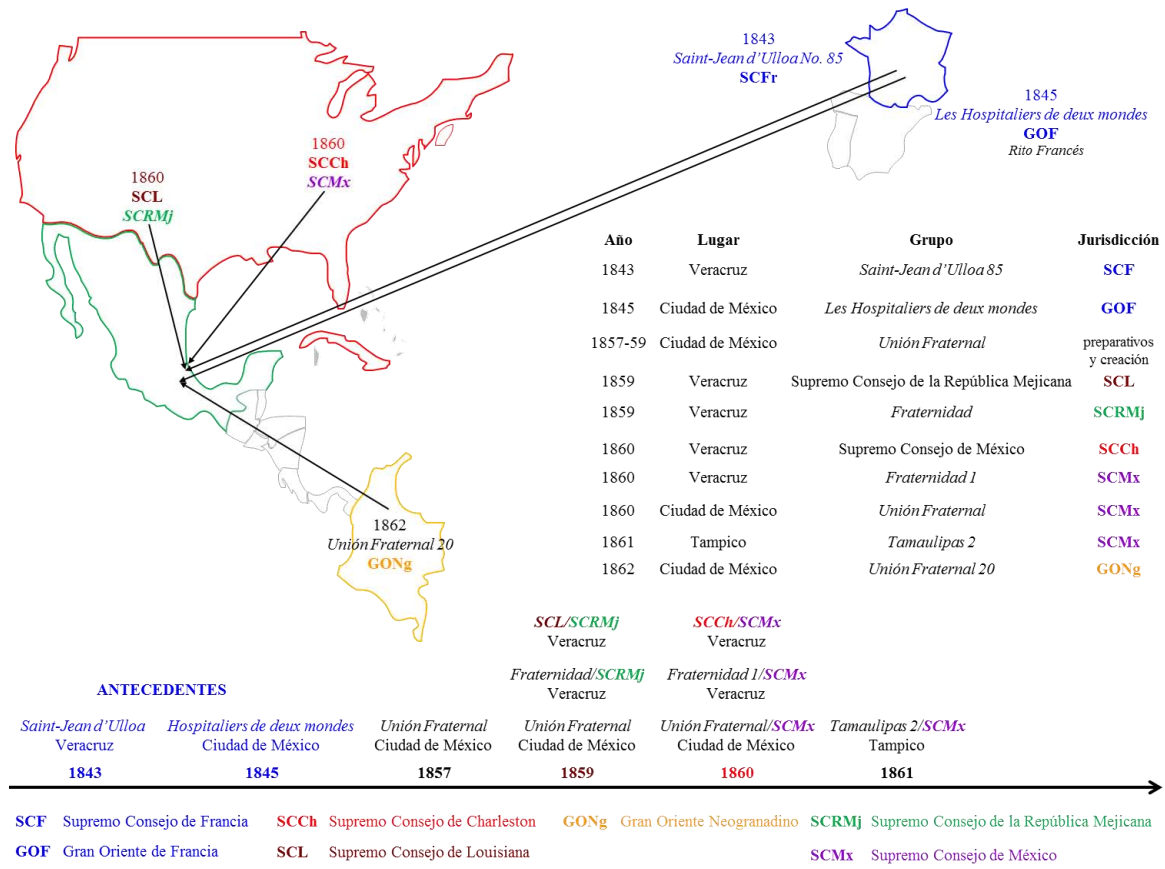 1843
Saint-Jean d’Ulloa No. 85
SCFr
1845
Les Hospitaliers de deux mondes
GOF
Rito Francés
1860
SCCh
SCMx
1860
SCL
SCRMj
1862
Unión Fraternal 20
GONg
Año Lugar Grupo Jurisdicción
1843 Veracruz Saint-Jean d’Ulloa 85 SCF
1845 Ciudad de México Les Hospitaliers de deux mondes GOF
1857-59 Ciudad de México Unión Fraternal preparativos
y creación
1859 Veracruz Supremo Consejo de la República Mejicana SCL
1859 Veracruz Fraternidad SCRMj
1860 Veracruz Supremo Consejo de México SCCh
1860 Veracruz Fraternidad 1 SCMx
1860 Ciudad de México Unión Fraternal SCMx
1861 Tampico Tamaulipas 2 SCMx
1862 Ciudad de México Unión Fraternal 20 GONg
SCL/SCRMj SCCh/SCMx
Veracruz Veracruz
Fraternidad/SCRMj Fraternidad 1/SCMx
Veracruz Veracruz
ANTECEDENTES
Saint-Jean d’Ulloa Hospitaliers de deux mondes Unión Fraternal Unión Fraternal Unión Fraternal/SCMx Tamaulipas 2/SCMx
Veracruz Ciudad de México Ciudad de México Ciudad de México Ciudad de México Tampico
1843 1845 1857 1859 1860 1861
SCF Supremo Consejo de Francia SCCh Supremo Consejo de Charleston GONg Gran Oriente Neogranadino SCRMj Supremo Consejo de la República Mejicana
GOF Gran Oriente de Francia SCL Supremo Consejo de Louisiana SCMx Supremo Consejo de México